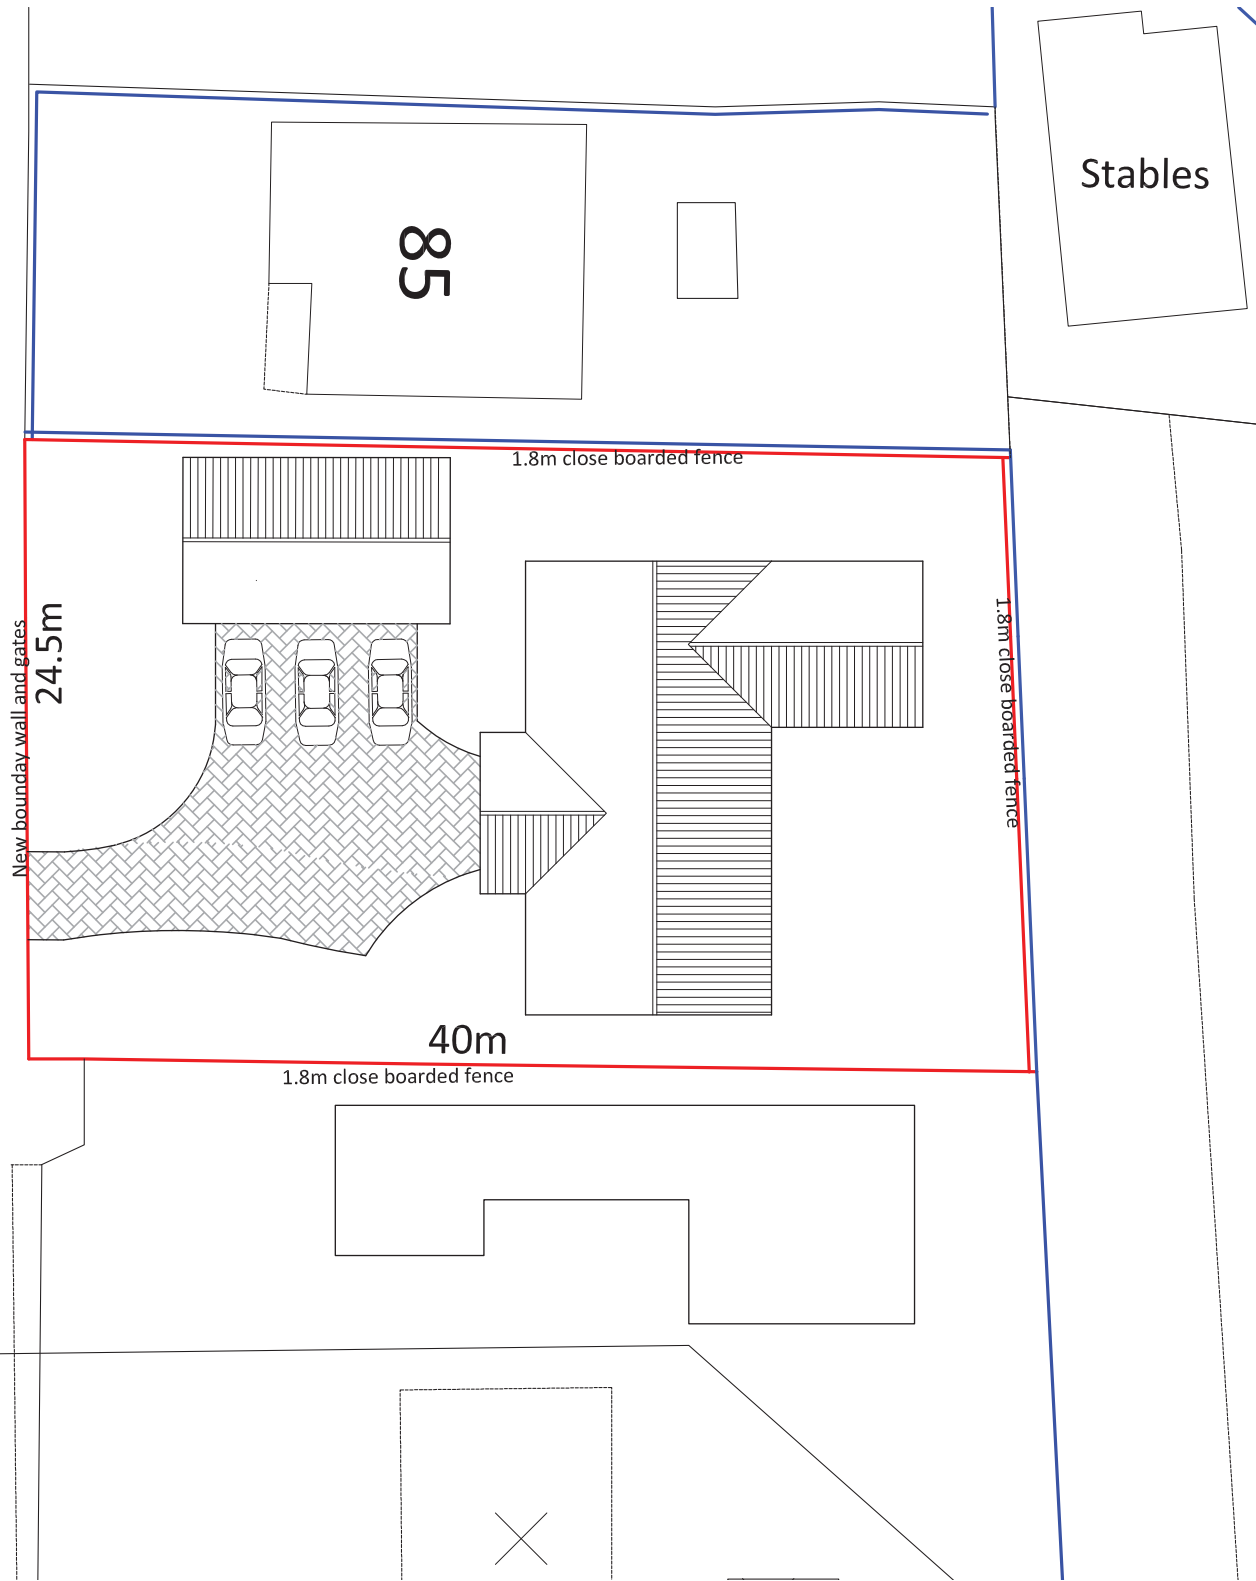 Stables
85
1.8m close boarded fence
24.5m
New boundary wall and gates
1.8m close boarded fence
40m
1.8m close boarded fence